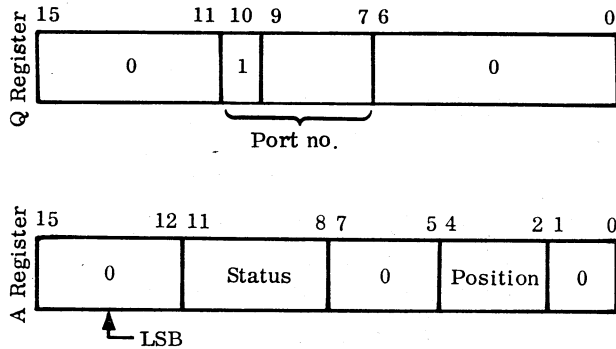 15 11 10 9 7 6 0
Q Register
0 1 0
Port no.
15 12 11 8 7 5 4 2 1 0
A Register
0 Status 0 Position 0
LSB